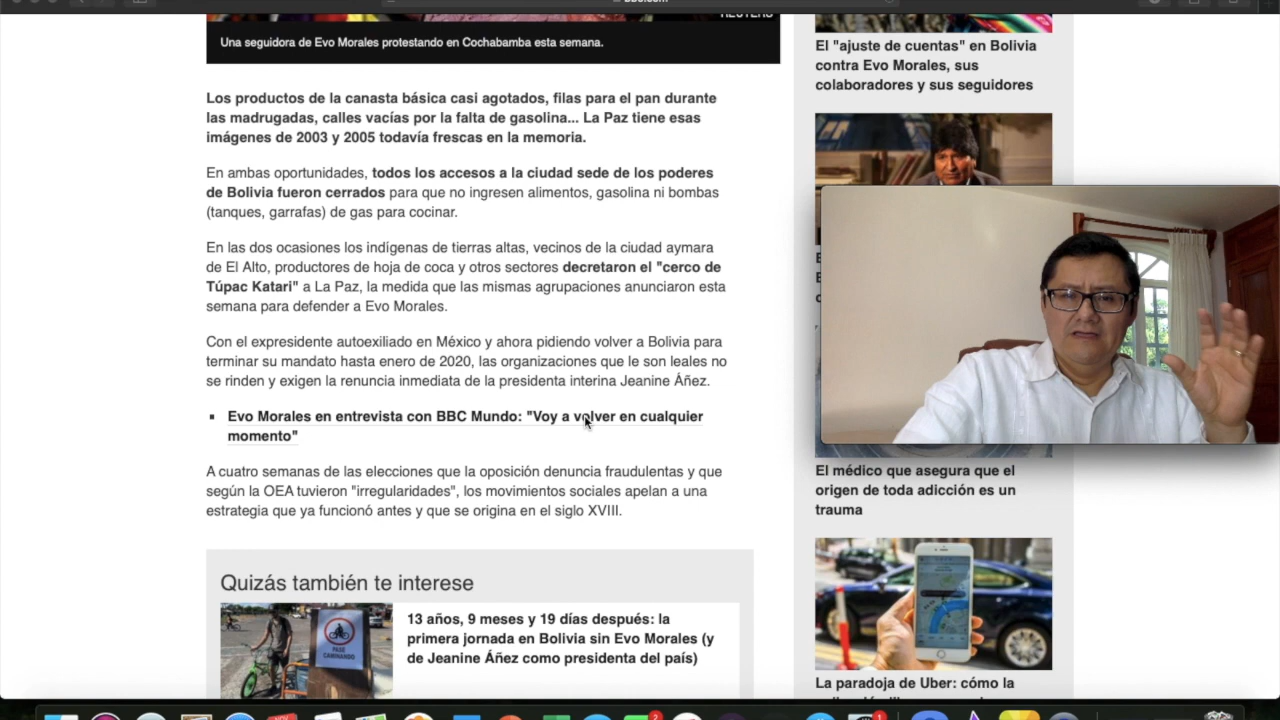 bbc.com
REUTERS
Una seguidora de Evo Morales protestando en Cochabamba esta semana.
Los productos de la canasta básica casi agotados, filas para el pan durante
las madrugadas, calles vacías por la falta de gasolina... La Paz tiene esas
imágenes de 2003 y 2005 todavía frescas en la memoria.
En ambas oportunidades, todos los accesos a la ciudad sede de los poderes
de Bolivia fueron cerrados para que no ingresen alimentos, gasolina ni bombas
(tanques, garrafas) de gas para cocinar.
En las dos ocasiones los indígenas de tierras altas, vecinos de la ciudad aymara
de El Alto, productores de hoja de coca y otros sectores decretaron el "cerco de
Túpac Katari" a La Paz, la medida que las mismas agrupaciones anunciaron esta
semana para defender a Evo Morales.
Con el expresidente autoexiliado en México y ahora pidiendo volver a Bolivia para
terminar su mandato hasta enero de 2020, las organizaciones que le son leales no
se rinden y exigen la renuncia inmediata de la presidenta interina Jeanine Áñez.
Evo Morales en entrevista con BBC Mundo: "Voy a volver en cualquier
momento"
A cuatro semanas de las elecciones que la oposición denuncia fraudulentas y que
según la OEA tuvieron "irregularidades", los movimientos sociales apelan a una
estrategia que ya funcionó antes y que se origina en el siglo XVIII.
Quizás también te interese
PASE
CAMINANDO
13 años, 9 meses y 19 días después: la
primera jornada en Bolivia sin Evo Morales (y
de Jeanine Áñez como presidenta del país)
El "ajuste de cuentas" en Bolivia
contra Evo Morales, sus
colaboradores y sus seguidores
El médico que asegura que el
origen de toda adicción es un
trauma
La paradoja de Uber: cómo la
NOV
2
1